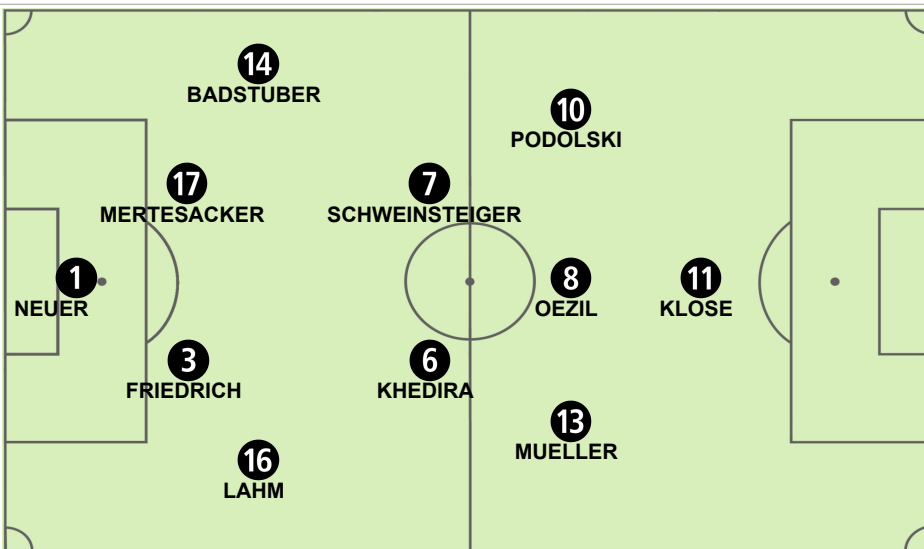 14
BADSTUBER
10
PODOLSKI
17
MERTESACKER
7
SCHWEINSTEIGER
1
NEUER
8
OEZIL
11
KLOSE
3
FRIEDRICH
6
KHEDIRA
13
MUELLER
16
LAHM